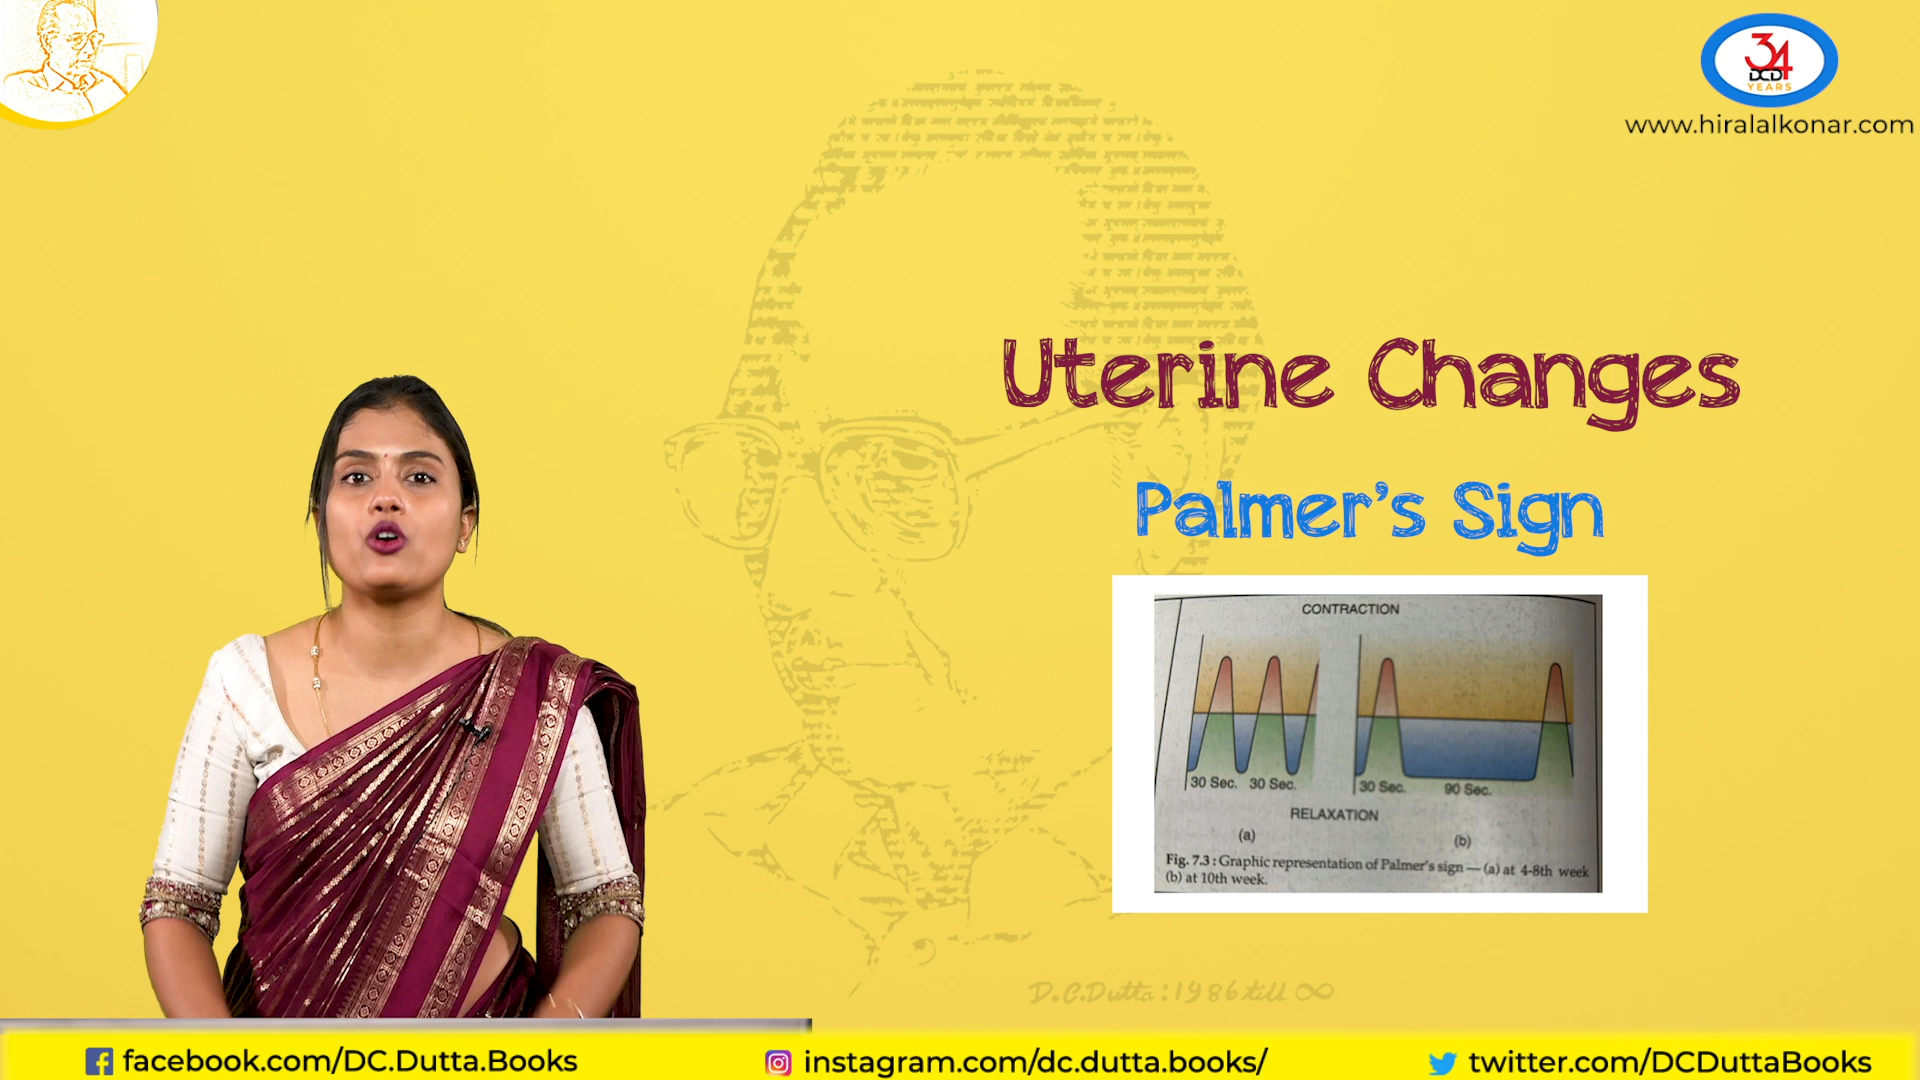 34
DCD
YEARS
www.hiralalkonar.com
Uterine Changes
Palmer's Sign
CONTRACTION
30 Sec. 30 Sec.
30 Sec. 90 Sec.
RELAXATION
(a)
(b)
Fig. 7.3 : Graphic representation of Palmer's sign — (a) at 4-8th week
(b) at 10th week.
D.C.Dutta : 1986 till ∞
facebook.com/DC.Dutta.Books
instagram.com/dc.dutta.books/
twitter.com/DCDuttaBooks